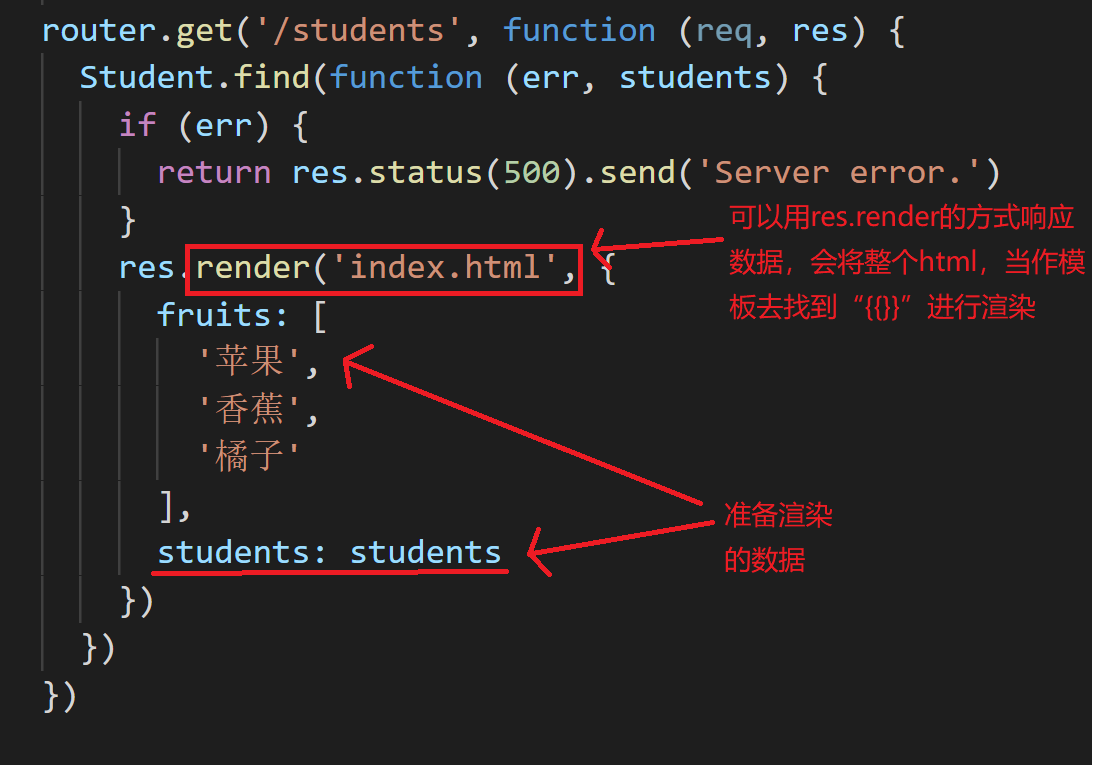 router.get('/students', function (req, res) {
Student.find(function (err, students) {
if (err) {
return res.status(500).send('Server error.')
}
res.render('index.html', {
可以用res.render的方式响应
数据，会将整个html，当作模
板去找到“{{}}”进行渲染
fruits: [
'苹果',
'香蕉',
'橘子'
],
students: students
准备渲染
的数据
})
})
})